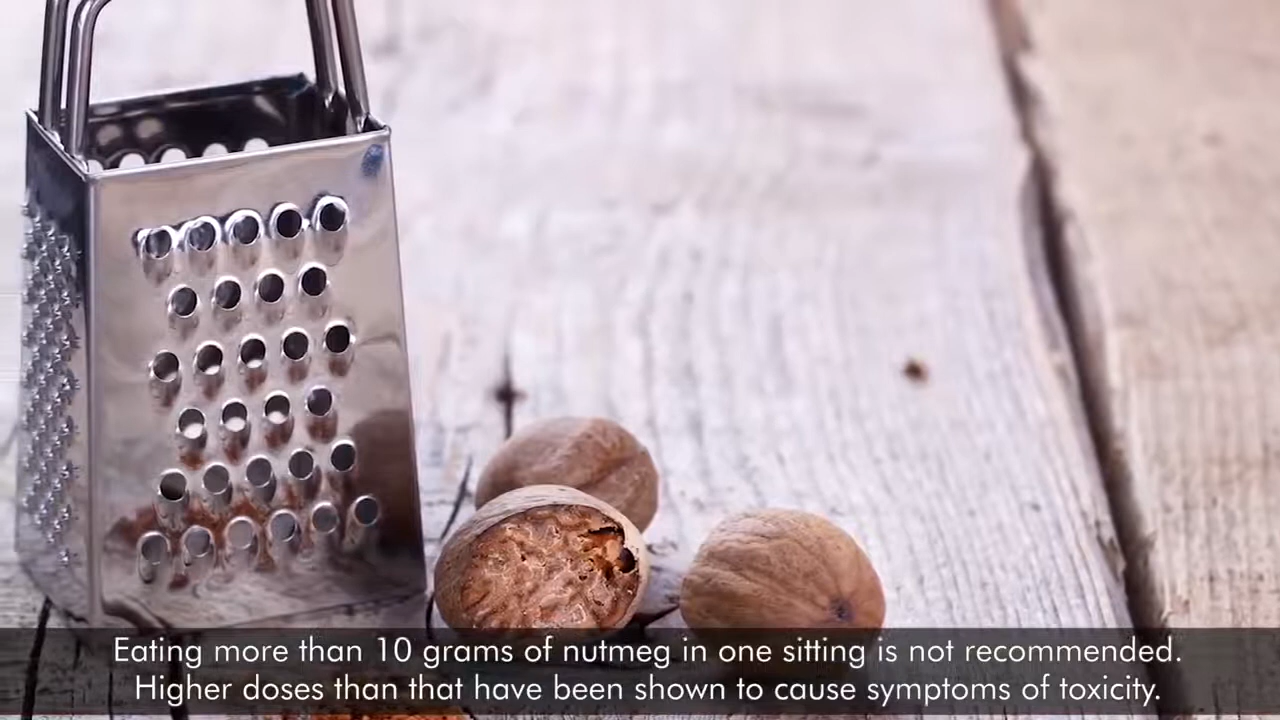 Eating more than 10 grams of nutmeg in one sitting is not recommended.
Higher doses than that have been shown to cause symptoms of toxicity.